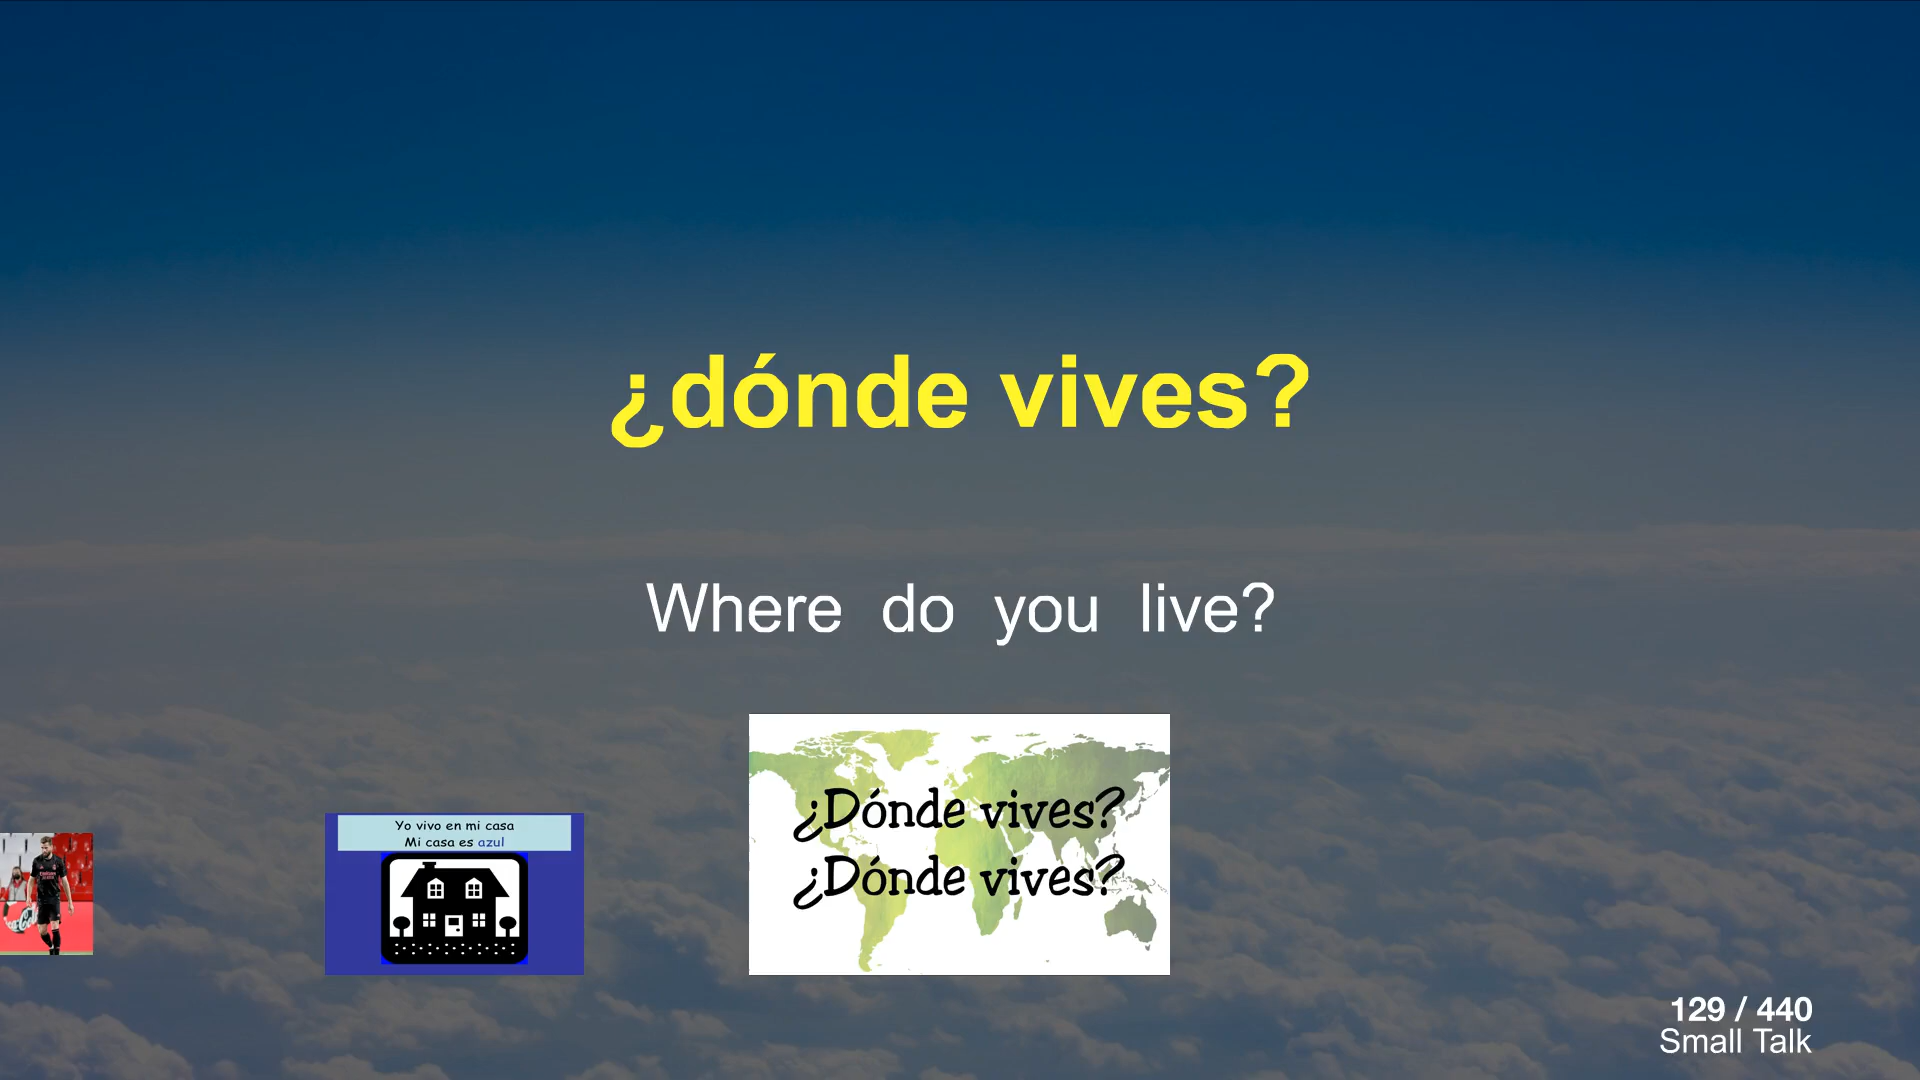 ¿dónde vives?
Where do you live?
¿Dónde vives?
¿Dónde vives?
Yo vivo en mi casa
Mi casa es azul
129 / 440
Small Talk